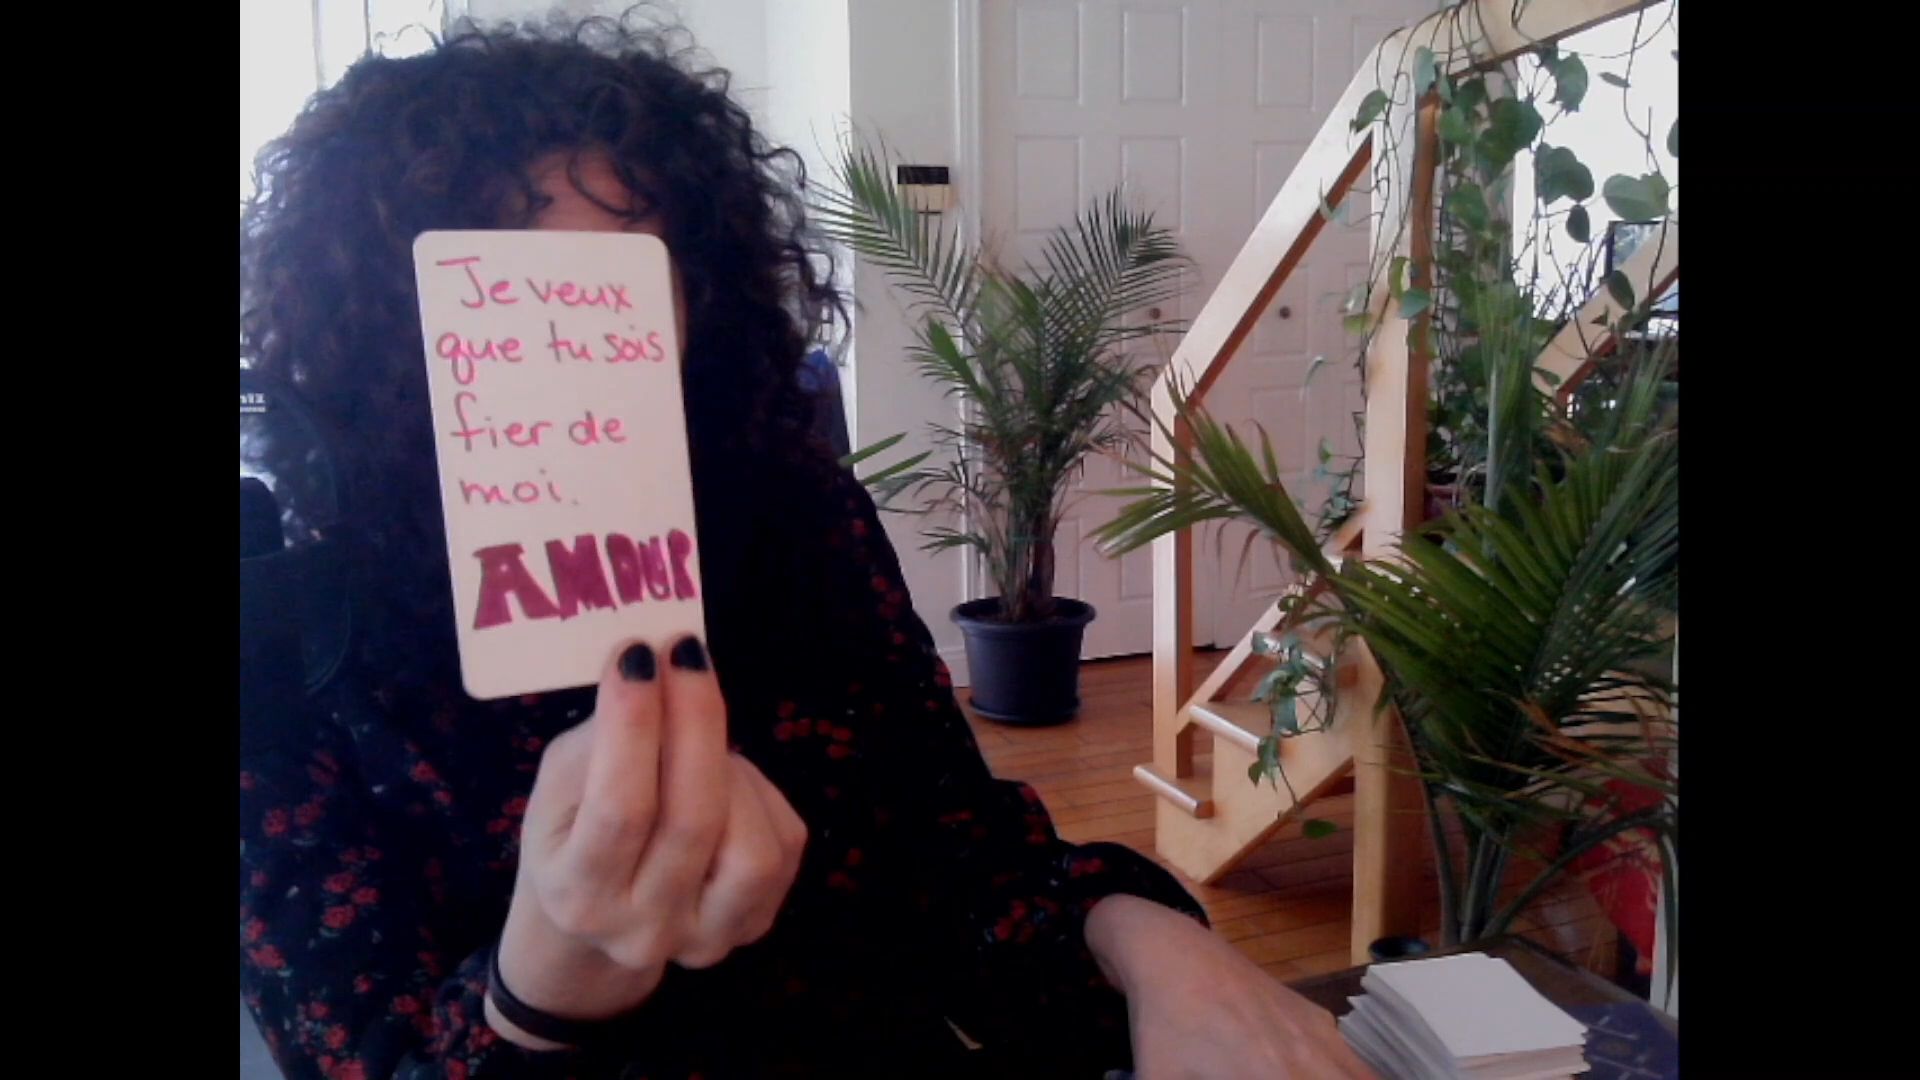 Je veux
que tu sois
fier de
moi.
AMOUR